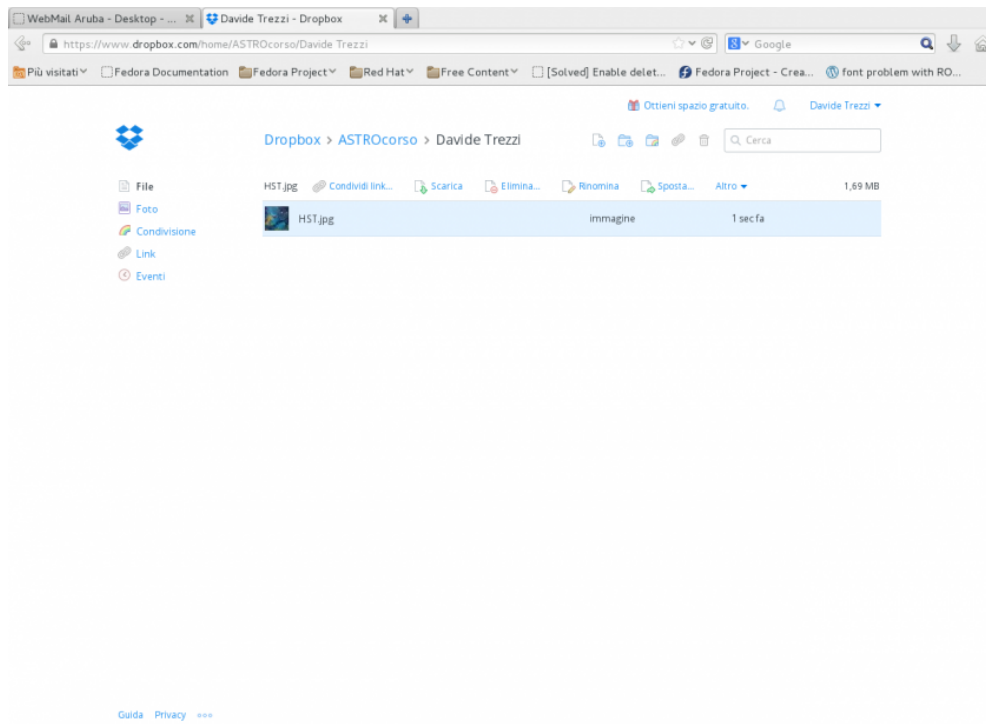 WebMail Aruba - Desktop - ... Davide Trezzi - Dropbox
https://www.dropbox.com/home/ASTROcorso/Davide Trezzi 8 Google
Più visitati Fedora Documentation Fedora Project Red Hat Free Content [Solved] Enable delet... Fedora Project - Crea... font problem with RO...
Ottieni spazio gratuito. Davide Trezzi
Dropbox > ASTROcorso > Davide Trezzi Cerca
File
HST.jpg Condividi link... Scarica Elimina... Rinomina Sposta... Altro 1,69 MB
Foto
HST.jpg immagine 1 sec fa
Condivisione
Link
Eventi
Guida Privacy